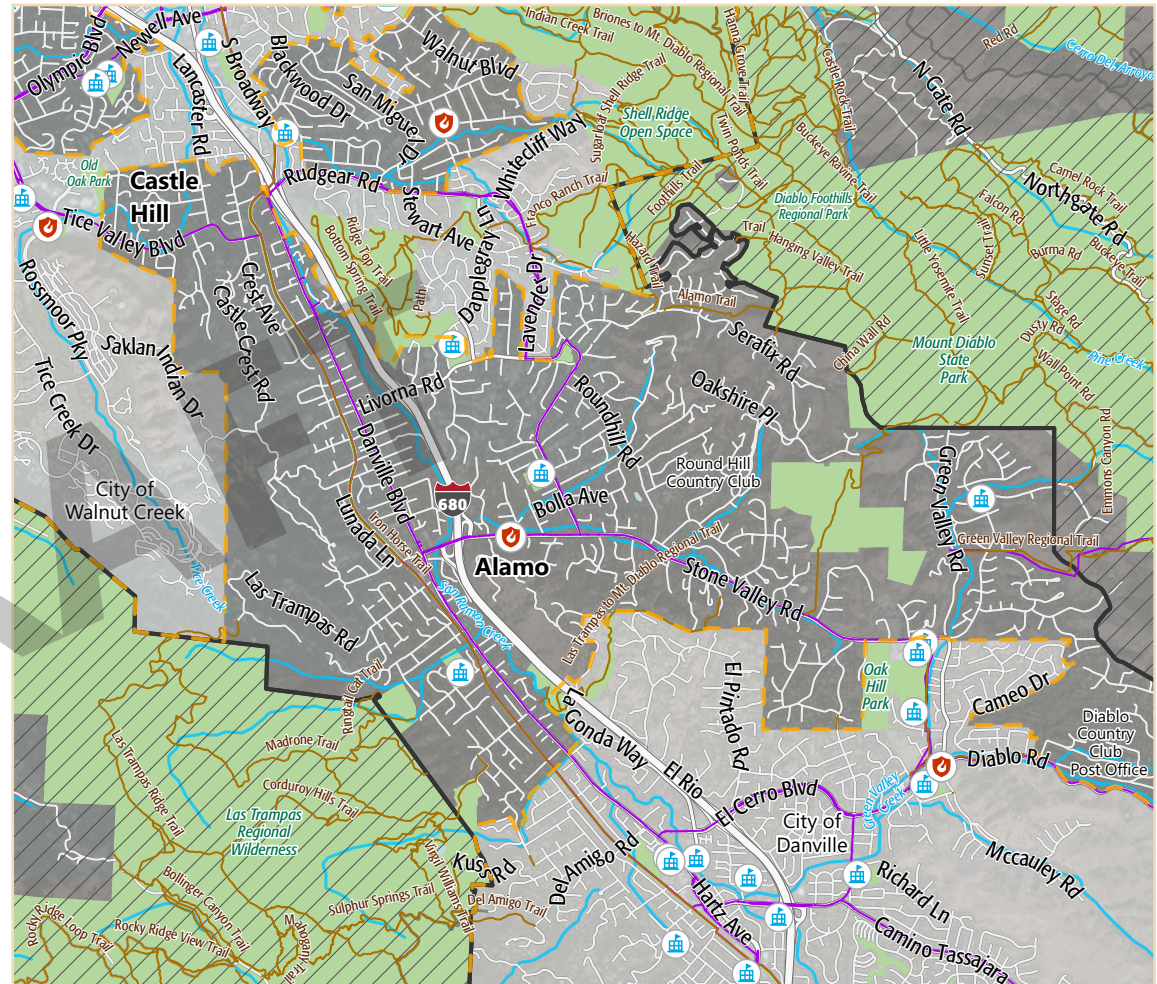 Olympic Blvd
Newell Ave
S Broadway
Lancaster Rd
Blackwood Dr
San Miguel Dr
Walnut Blvd
Indian Creek Trail
Briones to Mt. Diablo Regional Trail
Hanna Grove Trail
Castle Rock Trail
Red Rd
Cerro Del Arroyo
N Gate Rd
Sugarloaf Shell Ridge Trail
Shell Ridge
Open Space
Twin Ponds Trail
Buckeye Ravine Trail
Old
Oak Park
Castle
Hill
Rudgear Rd
Stewart Ave
Whitecliff Way
Franco Ranch Trail
Foothills Trail
Diablo Foothills
Regional Park
Camel Rock Trail
Northgate Rd
Falcon Rd
Sunset Trail
Burma Rd
Buckeye Trail
Tice Valley Blvd
Ridge Top Trail
Bottom Spring Trail
Path
Dapplegray Ln
Lavender Dr
Hazard Trail
Trail
Hanging Valley Trail
Little Yosemite Trail
Alamo Trail
Stage Rd
Dusty Rd
Pine Creek
Rossmoor Pky
Crest Ave
Castle Crest Rd
Saklan Indian Dr
Tice Creek Dr
Livorna Rd
Serafix Rd
China Wall Rd
Mount Diablo
State
Park
Wall Point Rd
Oakshire Pl
Roundhill Rd
Emmons Canyon Rd
City of
Walnut Creek
Danville Blvd
680
Round Hill
Country Club
Green Valley Rd
Bolla Ave
Lunada Ln
Iron Horse Trail
Alamo
Green Valley Regional Trail
Las Trampas to Mt. Diablo Regional Trail
Stone Valley Rd
Tice Creek
Las Trampas Rd
San Ramon Creek
Ringtail Cat Trail
El Pintado Rd
Oak
Hill
Park
Cameo Dr
Diablo
Country
Club
Post Office
La Gonda Way
Madrone Trail
Las Trampas Ridge Trail
Corduroy Hills Trail
Las Trampas
Regional
Wilderness
El Rio
El Cerro Blvd
Diablo Rd
Green Valley
Creek
City of
Danville
Kuss Rd
Del Amigo Rd
Mccauley Rd
Virgil Williams Trail
Bollinger Canyon Trail
Sulphur Springs Trail
Del Amigo Trail
Hartz Ave
Richard Ln
Camino Tassajara
Rocky Ridge Loop Trail
Rocky Ridge View Trail
Mahogany Trail